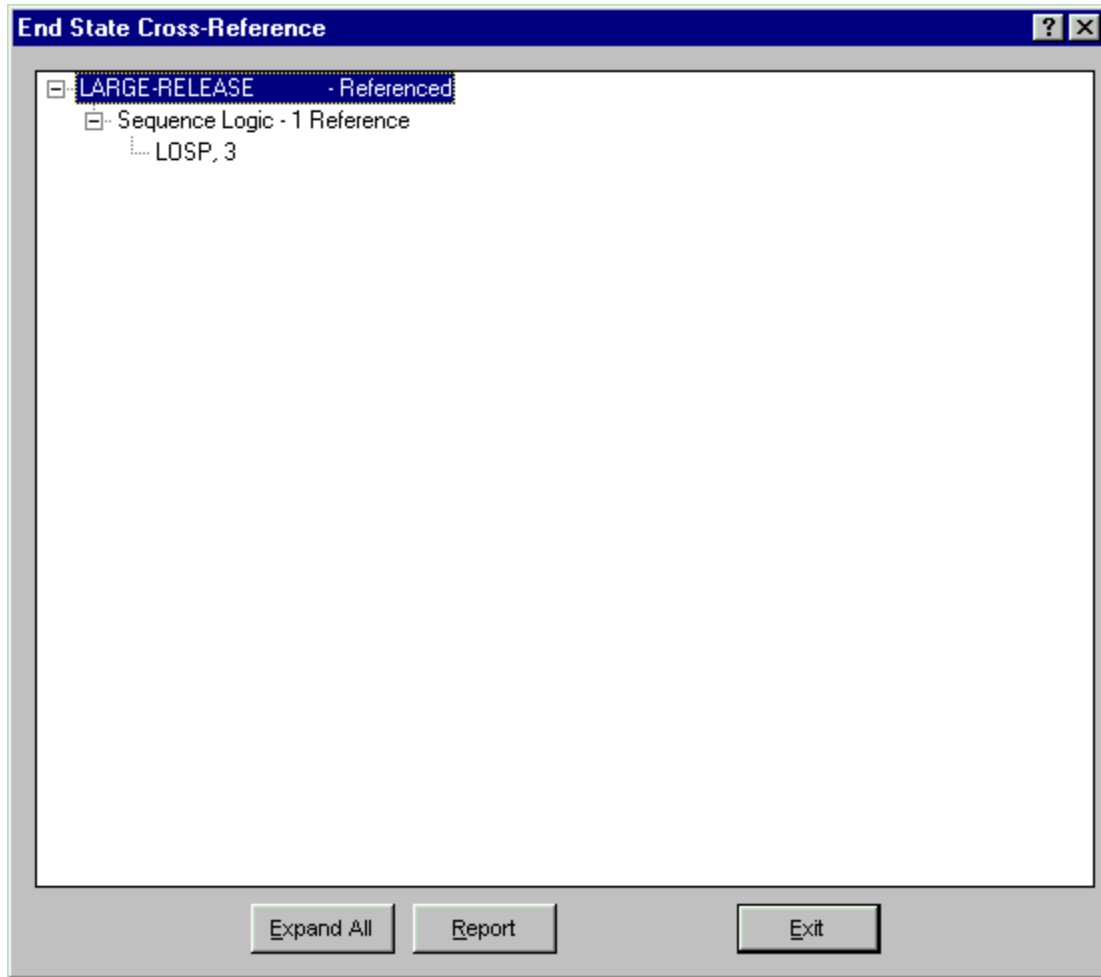 End State Cross-Reference
LARGE-RELEASE - Referenced
Sequence Logic - 1 Reference
LOSP, 3
Expand All Report Exit